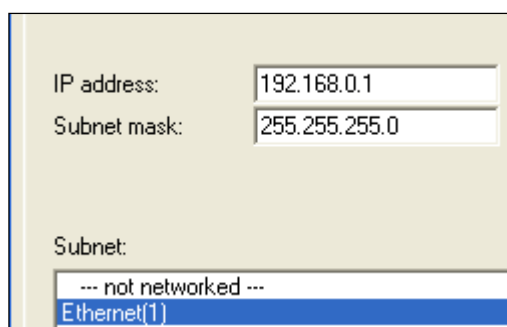 IP address: 192.168.0.1
Subnet mask: 255.255.255.0
Subnet:
--- not networked ---
Ethernet(1)